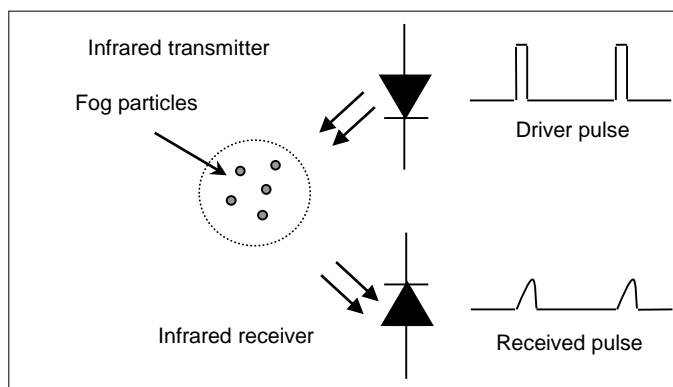 Infrared transmitter
Fog particles
Driver pulse
Infrared receiver
Received pulse